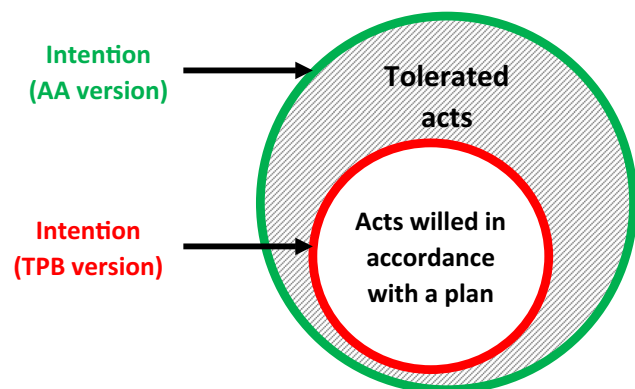 Intention
(AA version)
Tolerated
acts
Intention
(TPB version)
Acts willed in
accordance
with a plan